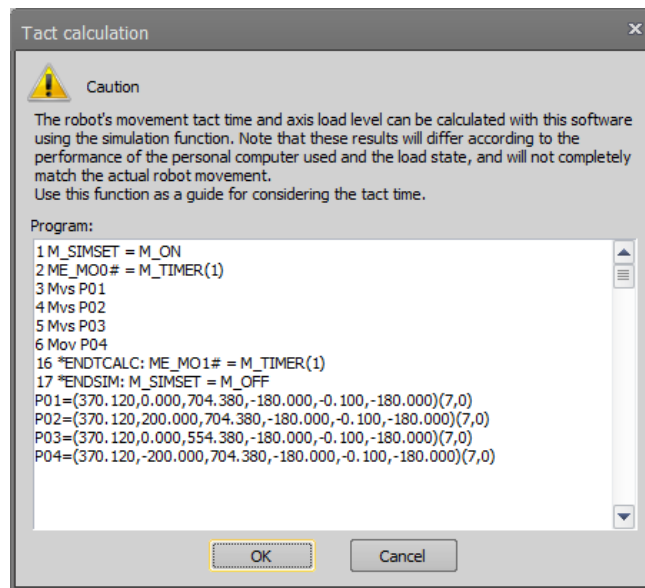 Tact calculation
Caution
The robot's movement tact time and axis load level can be calculated with this software
using the simulation function. Note that these results will differ according to the
performance of the personal computer used and the load state, and will not completely
match the actual robot movement.
Use this function as a guide for considering the tact time.
Program:
1 M_SIMSET = M_ON
2 ME_MO0# = M_TIMER(1)
3 Mvs P01
4 Mvs P02
5 Mvs P03
6 Mov P04
16 *ENDTCALC: ME_MO1# = M_TIMER(1)
17 *ENDSIM: M_SIMSET = M_OFF
P01=(370.120,0.000,704.380,-180.000,-0.100,-180.000)(7,0)
P02=(370.120,200.000,704.380,-180.000,-0.100,-180.000)(7,0)
P03=(370.120,0.000,554.380,-180.000,-0.100,-180.000)(7,0)
P04=(370.120,-200.000,704.380,-180.000,-0.100,-180.000)(7,0)
OK Cancel